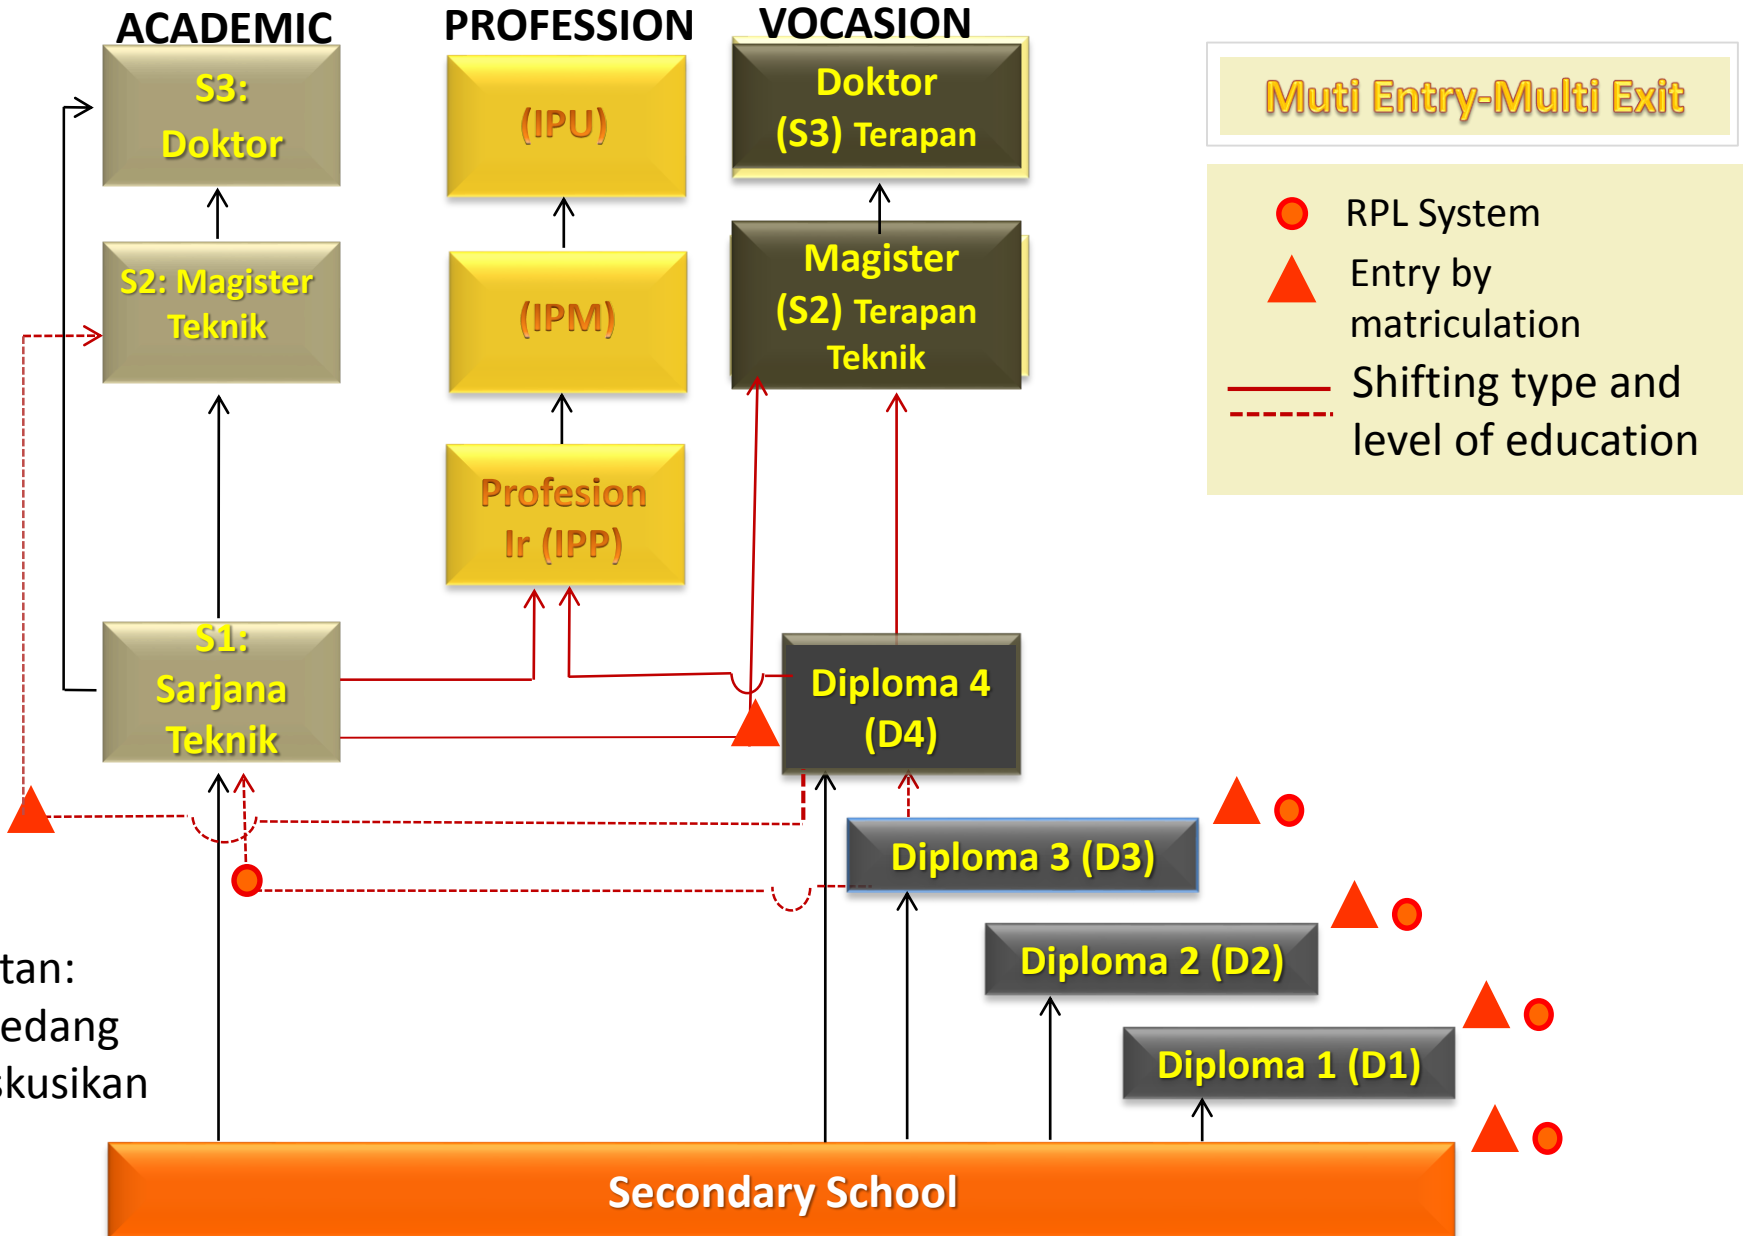 ACADEMIC
PROFESSION
VOCASION
S3:
Doktor
(IPU)
Doktor
(S3) Terapan
Muti Entry-Multi Exit
RPL System
Entry by
matriculation
Shifting type and
level of education
S2: Magister
Teknik
(IPM)
Magister
(S2) Terapan
Teknik
Profesion
Ir (IPP)
S1:
Sarjana
Teknik
Diploma 4
(D4)
Diploma 3 (D3)
Diploma 2 (D2)
Diploma 1 (D1)
tan:
edang
skusikan
Secondary School